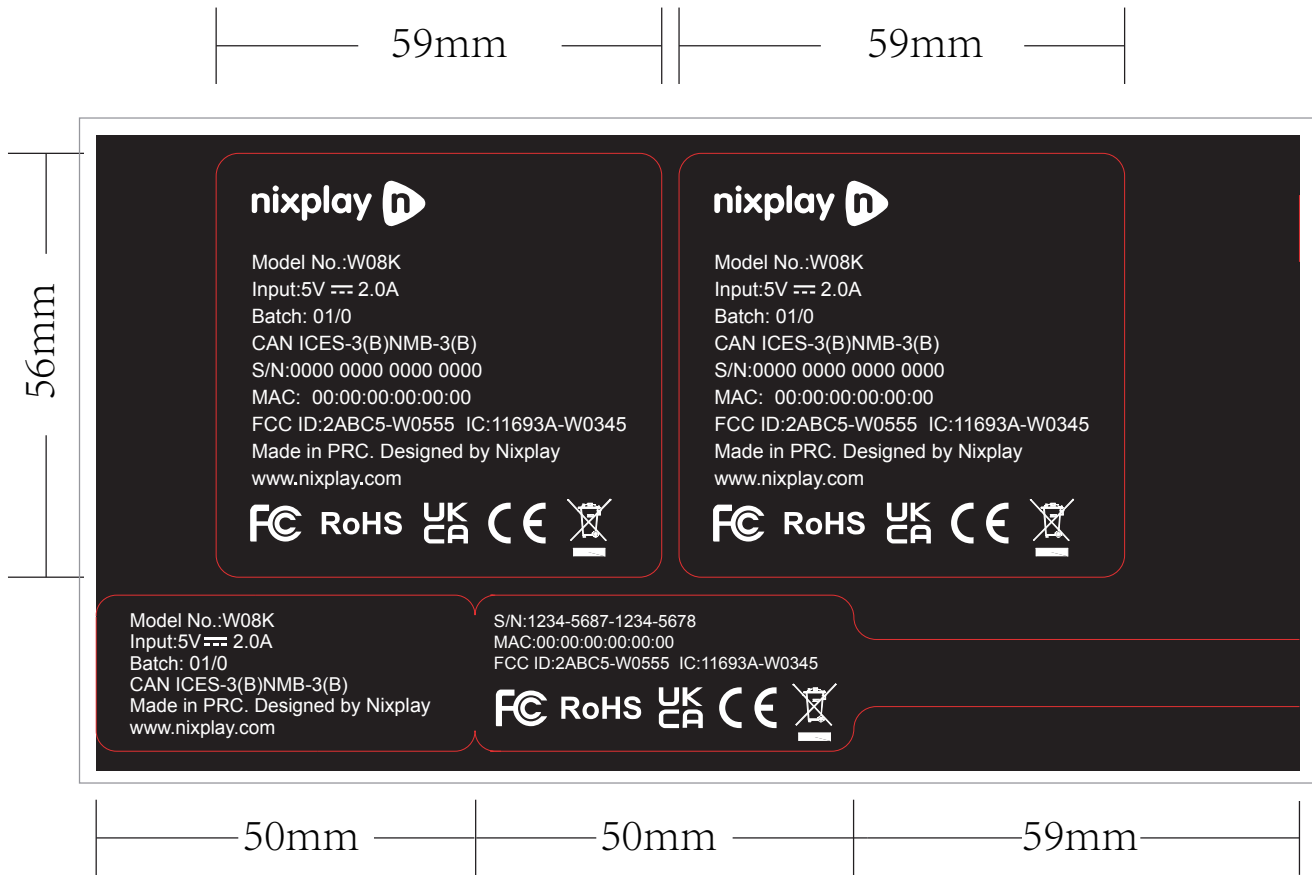 59mm
59mm
56mm
nixplay n
Model No.:W08K
Input:5V ⎓ 2.0A
Batch: 01/0
CAN ICES-3(B)NMB-3(B)
S/N:0000 0000 0000 0000
MAC:  00:00:00:00:00:00
FCC ID:2ABC5-W0555  IC:11693A-W0345
Made in PRC. Designed by Nixplay
www.nixplay.com
FC RoHS UK CA CE
nixplay n
Model No.:W08K
Input:5V ⎓ 2.0A
Batch: 01/0
CAN ICES-3(B)NMB-3(B)
S/N:0000 0000 0000 0000
MAC:  00:00:00:00:00:00
FCC ID:2ABC5-W0555  IC:11693A-W0345
Made in PRC. Designed by Nixplay
www.nixplay.com
FC RoHS UK CA CE
Model No.:W08K
Input:5V ⎓ 2.0A
Batch: 01/0
CAN ICES-3(B)NMB-3(B)
Made in PRC. Designed by Nixplay
www.nixplay.com
S/N:1234-5687-1234-5678
MAC:00:00:00:00:00:00
FCC ID:2ABC5-W0555  IC:11693A-W0345
FC RoHS UK CA CE
50mm
50mm
59mm